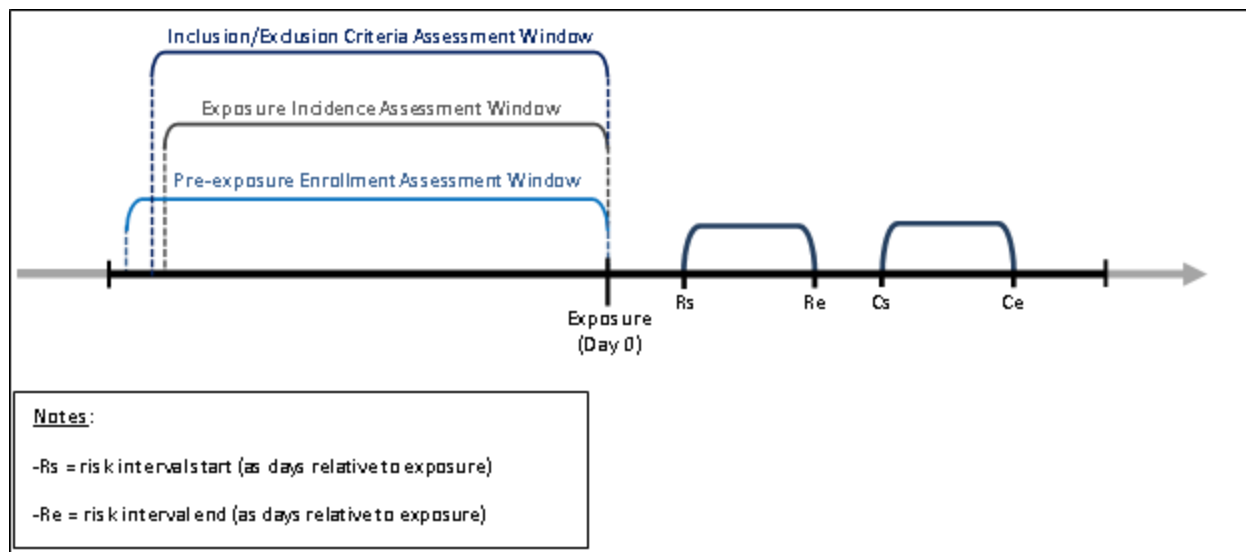 Inclusion/Exclusion Criteria Assessment Window
Exposure Incidence Assessment Window
Pre-exposure Enrollment Assessment Window
Rs
Re
Cs
Ce
Exposure
(Day 0)
Notes:
-Rs = risk interval start (as days relative to exposure)
-Re = risk interval end (as days relative to exposure)